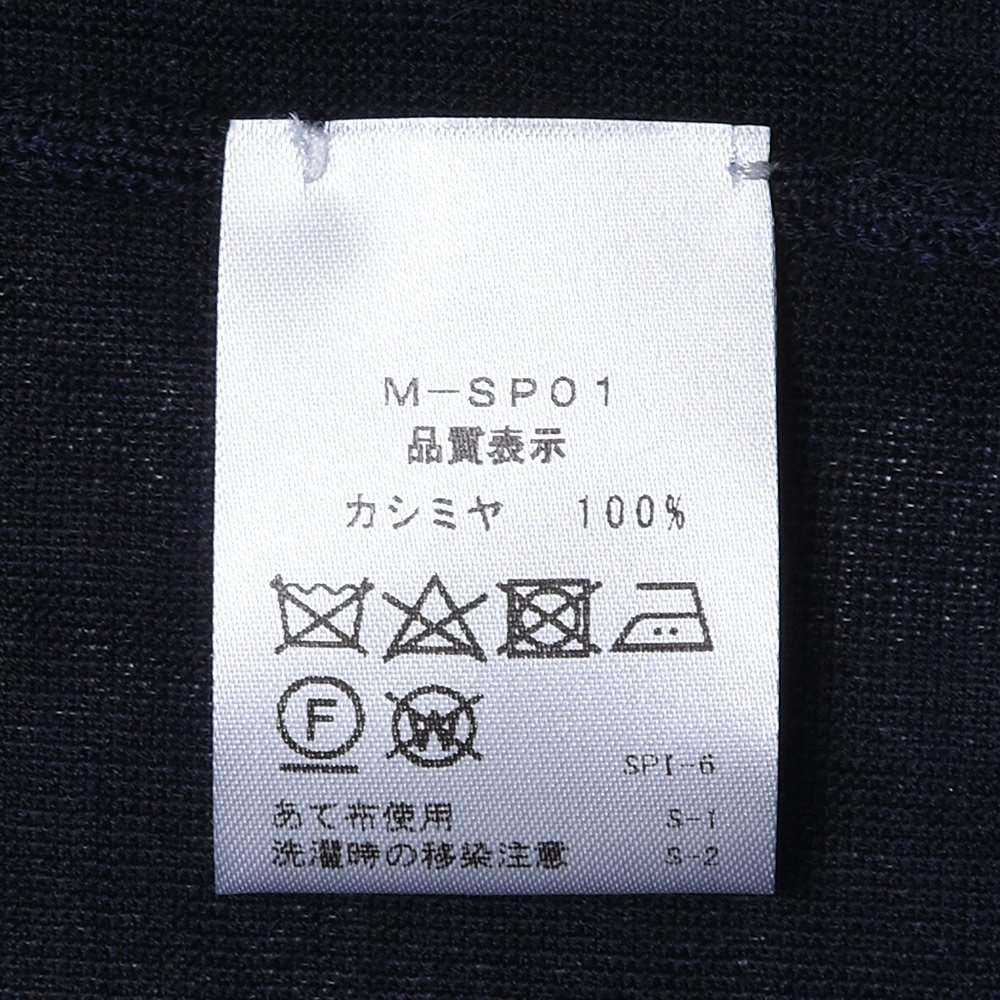 M－SP01
品質表示
カシミヤ　100%
F W
SPI-6
あて布使用 S-1
洗濯時の移染注意 S-2